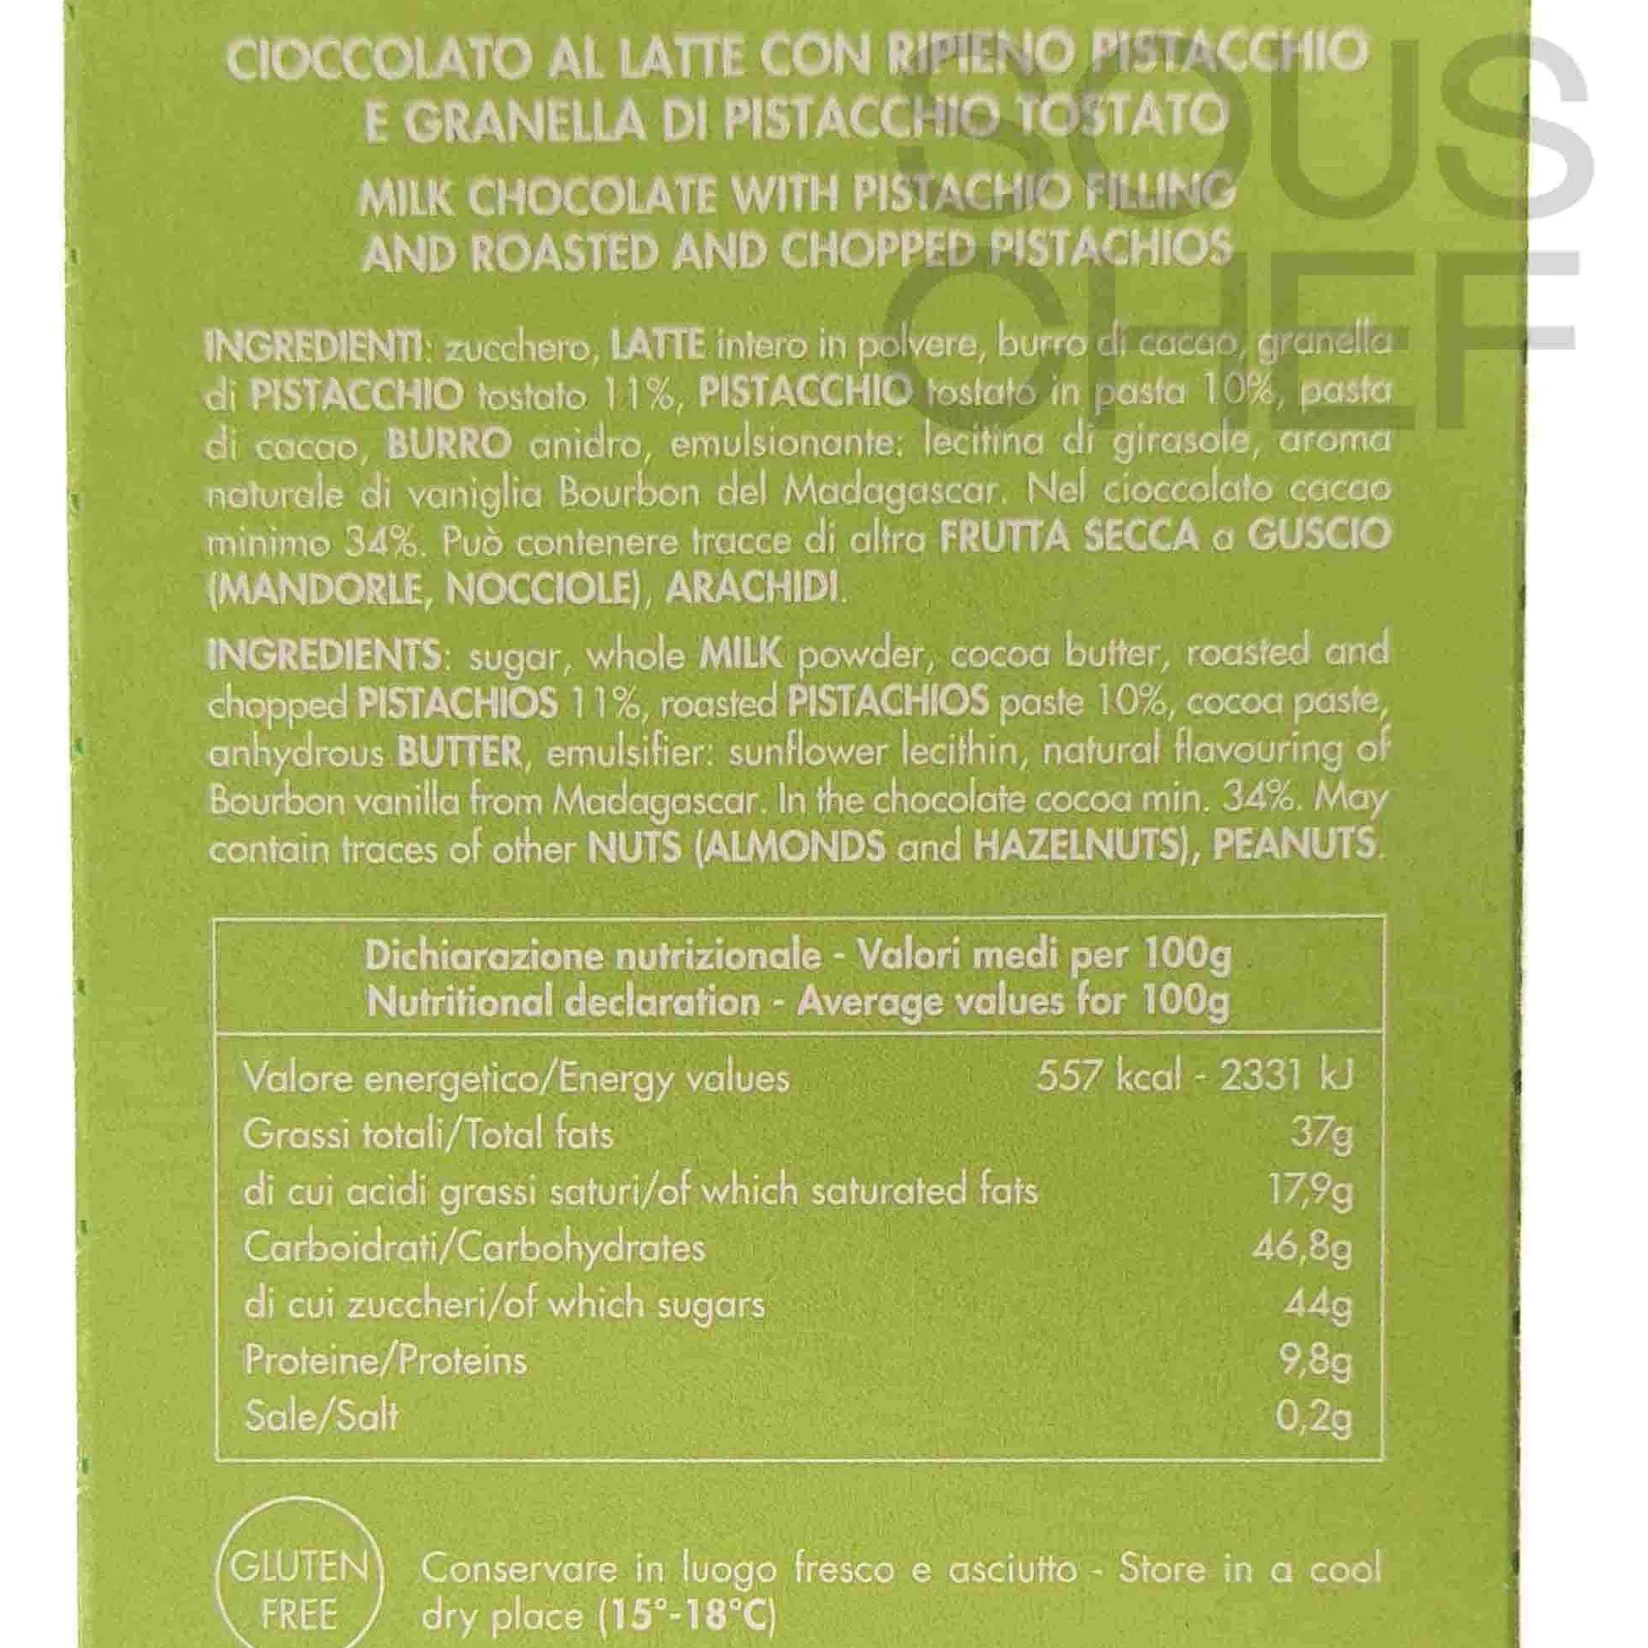 CIOCCOLATO AL LATTE CON RIPIENO PISTACCHIO
E GRANELLA DI PISTACCHIO TOSTATO
MILK CHOCOLATE WITH PISTACHIO FILLING
AND ROASTED AND CHOPPED PISTACHIOS
SOUS
CHEF
INGREDIENTI: zucchero, LATTE intero in polvere, burro di cacao, granella
di PISTACCHIO tostato 11%, PISTACCHIO tostato in pasta 10%, pasta
di cacao, BURRO anidro, emulsionante: lecitina di girasole, aroma
naturale di vaniglia Bourbon del Madagascar. Nel cioccolato cacao
minimo 34%. Può contenere tracce di altra FRUTTA SECCA a GUSCIO
(MANDORLE, NOCCIOLE), ARACHIDI.
INGREDIENTS: sugar, whole MILK powder, cocoa butter, roasted and
chopped PISTACHIOS 11%, roasted PISTACHIOS paste 10%, cocoa paste,
anhydrous BUTTER, emulsifier: sunflower lecithin, natural flavouring of
Bourbon vanilla from Madagascar. In the chocolate cocoa min. 34%. May
contain traces of other NUTS (ALMONDS and HAZELNUTS), PEANUTS.
Dichiarazione nutrizionale - Valori medi per 100g
Nutritional declaration - Average values for 100g
Valore energetico/Energy values 557 kcal - 2331 kJ
Grassi totali/Total fats 37g
di cui acidi grassi saturi/of which saturated fats 17,9g
Carboidrati/Carbohydrates 46,8g
di cui zuccheri/of which sugars 44g
Proteine/Proteins 9,8g
Sale/Salt 0,2g
GLUTEN
FREE
Conservare in luogo fresco e asciutto - Store in a cool
dry place (15°-18°C)